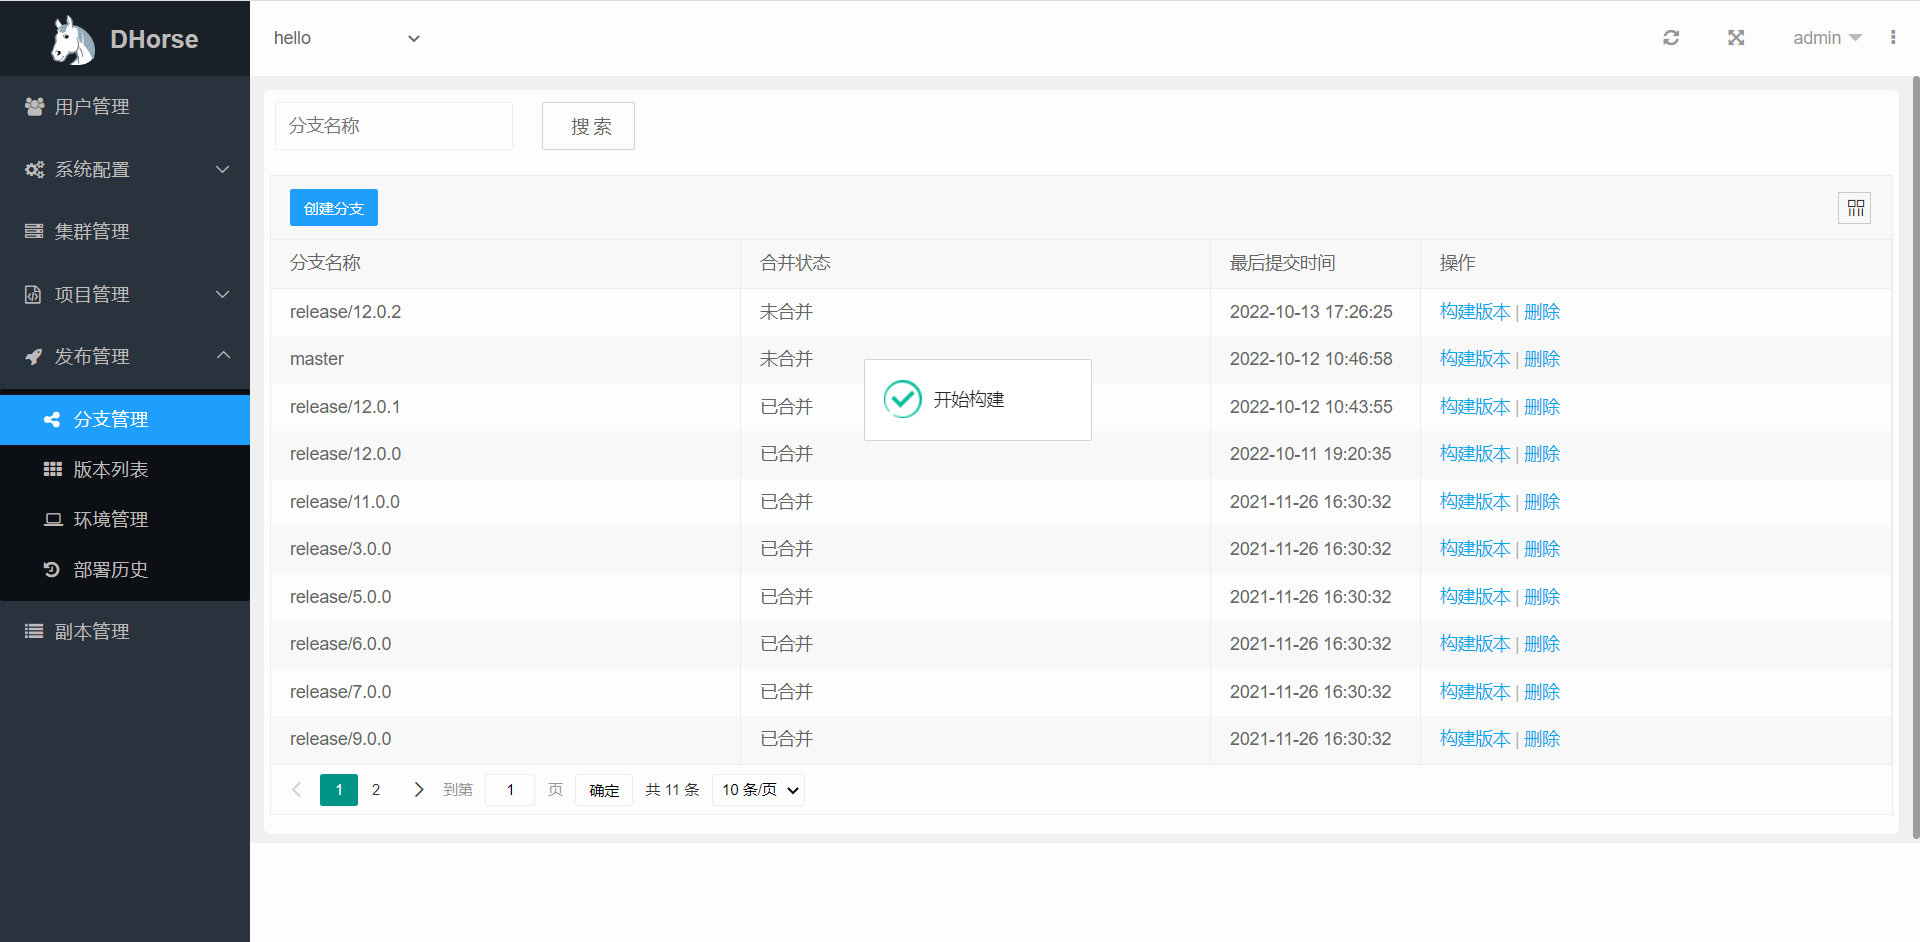 DHorse
hello
admin
用户管理
系统配置
集群管理
项目管理
发布管理
分支管理
版本列表
环境管理
部署历史
副本管理
分支名称
搜 索
创建分支
分支名称 合并状态 最后提交时间 操作
release/12.0.2 未合并 2022-10-13 17:26:25 构建版本 | 删除
master 未合并 2022-10-12 10:46:58 构建版本 | 删除
release/12.0.1 已合并 2022-10-12 10:43:55 构建版本 | 删除
开始构建
release/12.0.0 已合并 2022-10-11 19:20:35 构建版本 | 删除
release/11.0.0 已合并 2021-11-26 16:30:32 构建版本 | 删除
release/3.0.0 已合并 2021-11-26 16:30:32 构建版本 | 删除
release/5.0.0 已合并 2021-11-26 16:30:32 构建版本 | 删除
release/6.0.0 已合并 2021-11-26 16:30:32 构建版本 | 删除
release/7.0.0 已合并 2021-11-26 16:30:32 构建版本 | 删除
release/9.0.0 已合并 2021-11-26 16:30:32 构建版本 | 删除
1 2 到第 1 页 确定 共 11 条 10 条/页